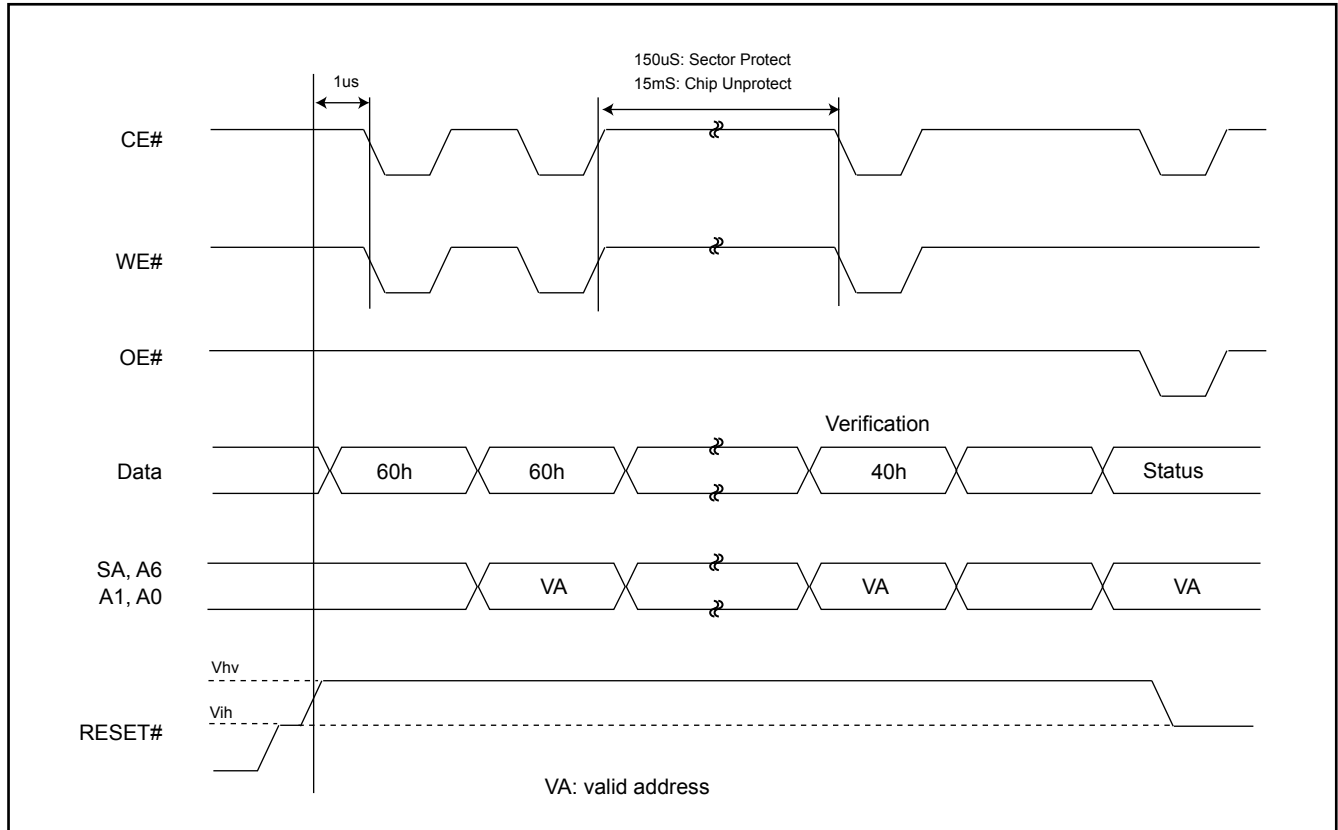 150uS: Sector Protect
15mS: Chip Unprotect
1us
CE#
WE#
OE#
Verification
Data
60h
60h
40h
Status
SA, A6
A1, A0
VA
VA
VA
Vhv
Vih
RESET#
VA: valid address